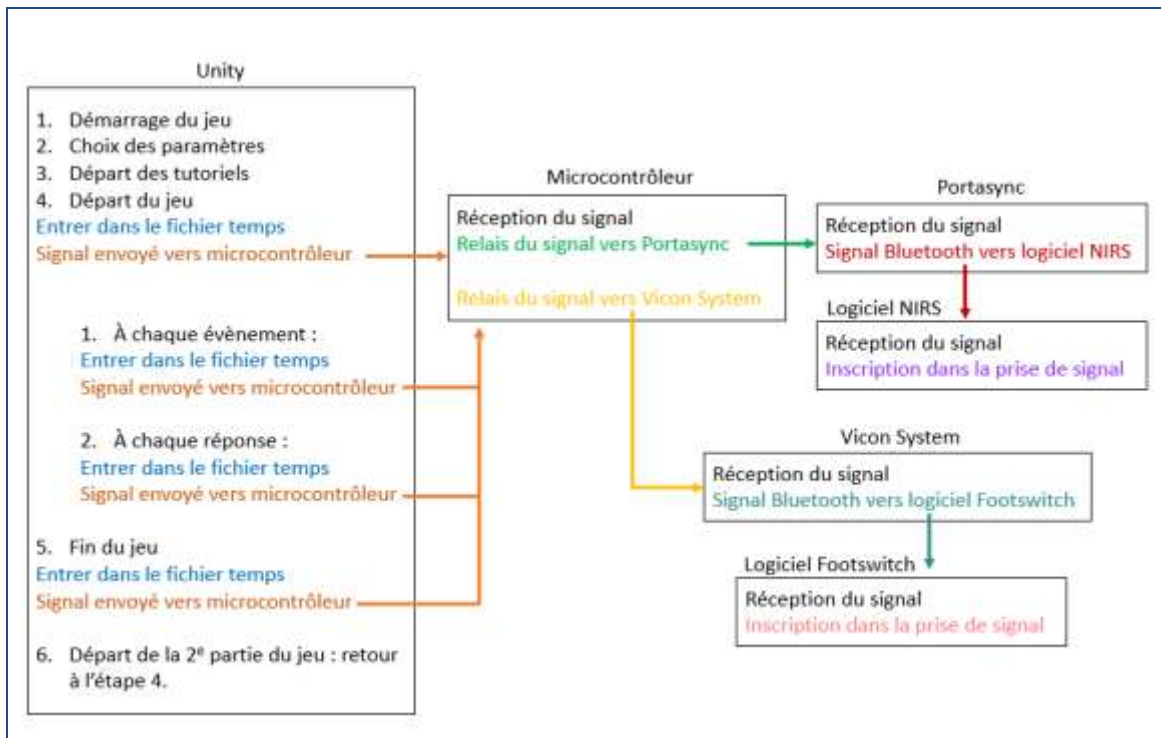 Unity
1. Démarrage du jeu
2. Choix des paramètres
3. Départ des tutoriels
4. Départ du jeu
Entrer dans le fichier temps
Signal envoyé vers microcontrôleur
1. À chaque évènement :
Entrer dans le fichier temps
Signal envoyé vers microcontrôleur
2. À chaque réponse :
Entrer dans le fichier temps
Signal envoyé vers microcontrôleur
5. Fin du jeu
Entrer dans le fichier temps
Signal envoyé vers microcontrôleur
6. Départ de la 2e partie du jeu : retour
à l'étape 4.
Microcontrôleur
Réception du signal
Relais du signal vers Portasync
Relais du signal vers Vicon System
Portasync
Réception du signal
Signal Bluetooth vers logiciel NIRS
Logiciel NIRS
Réception du signal
Inscription dans la prise de signal
Vicon System
Réception du signal
Signal Bluetooth vers logiciel Footswitch
Logiciel Footswitch
Réception du signal
Inscription dans la prise de signal